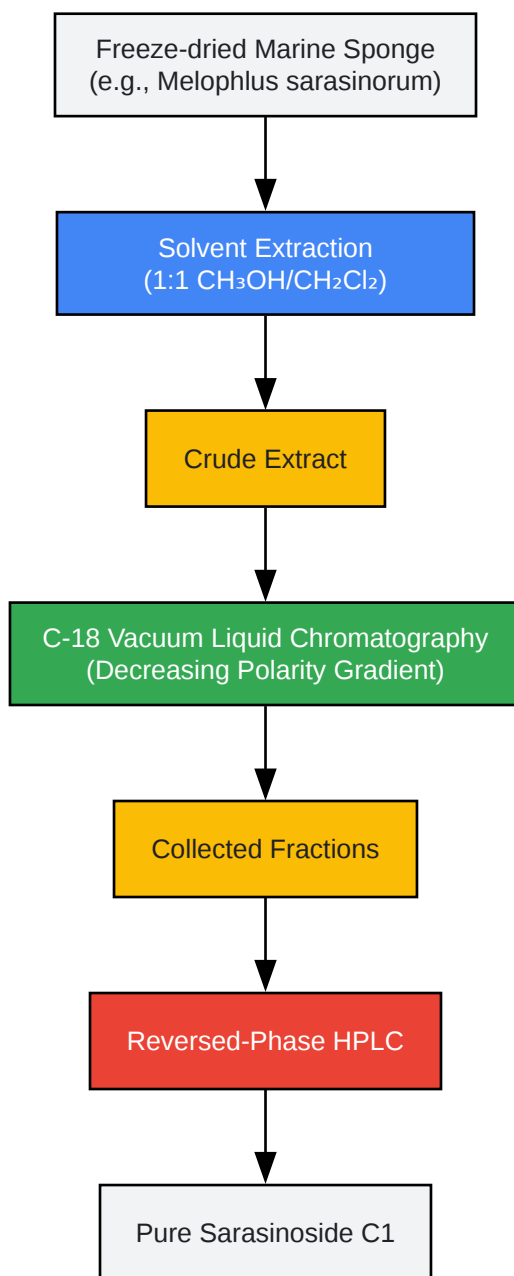 Freeze-dried Marine Sponge
(e.g., Melophlus sarasinorum)
Solvent Extraction
(1:1 CH₃OH/CH₂Cl₂)
Crude Extract
C-18 Vacuum Liquid Chromatography
(Decreasing Polarity Gradient)
Collected Fractions
Reversed-Phase HPLC
Pure Sarasinoside C1